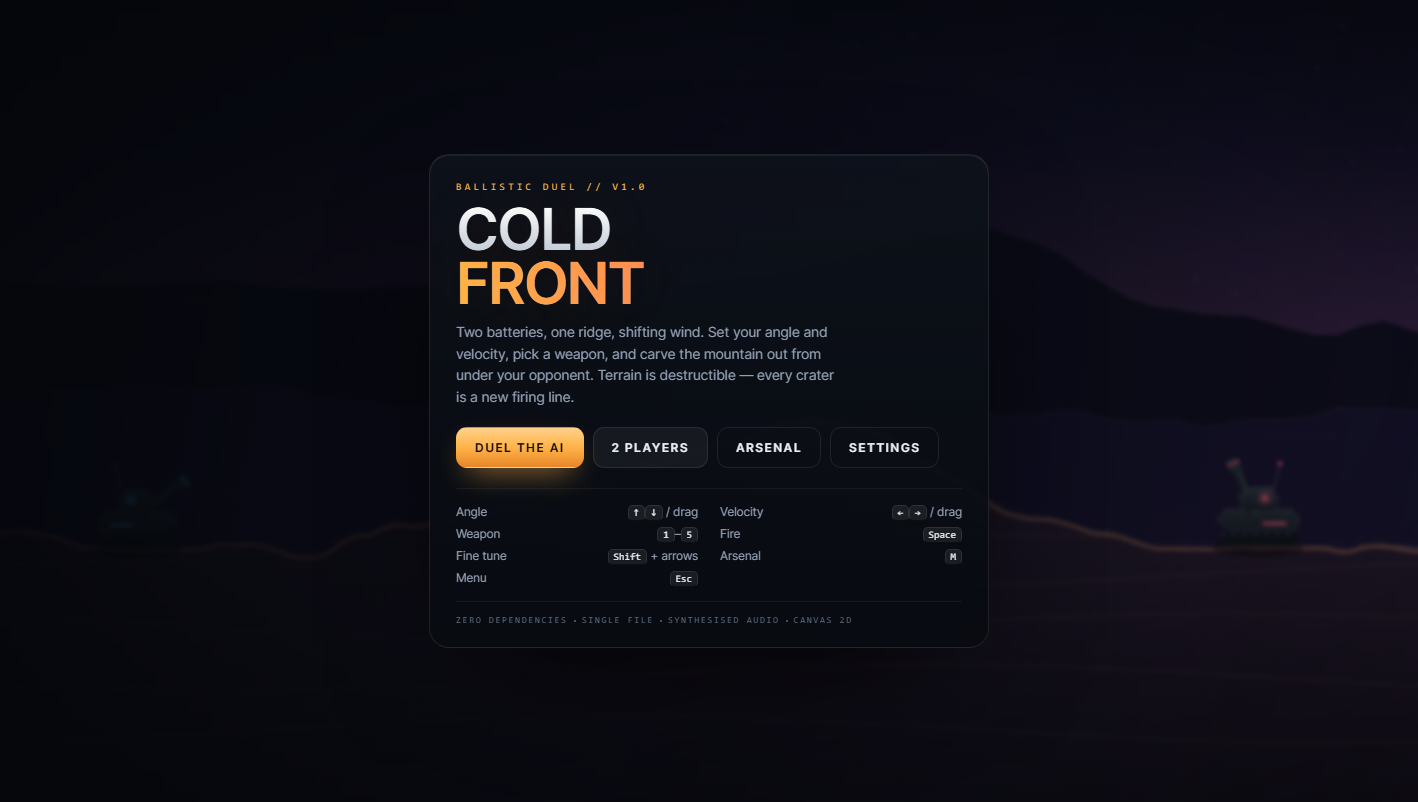 BALLISTIC DUEL // V1.0
COLD
FRONT
Two batteries, one ridge, shifting wind. Set your angle and
velocity, pick a weapon, and carve the mountain out from
under your opponent. Terrain is destructible — every crater
is a new firing line.
DUEL THE AI 2 PLAYERS ARSENAL SETTINGS
Angle ↑ ↓ / drag Velocity ← → / drag
Weapon 1–5 Fire Space
Fine tune Shift + arrows Arsenal M
Menu Esc
ZERO DEPENDENCIES • SINGLE FILE • SYNTHESISED AUDIO • CANVAS 2D